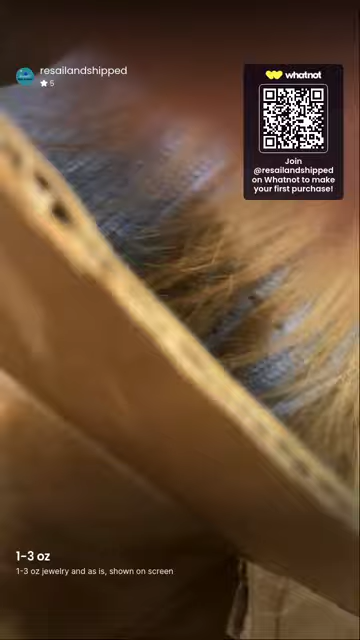 resailandshipped
5
whatnot
Join
@resailandshipped
on Whatnot to make
your first purchase!
1-3 oz
1-3 oz jewelry and as is, shown on screen